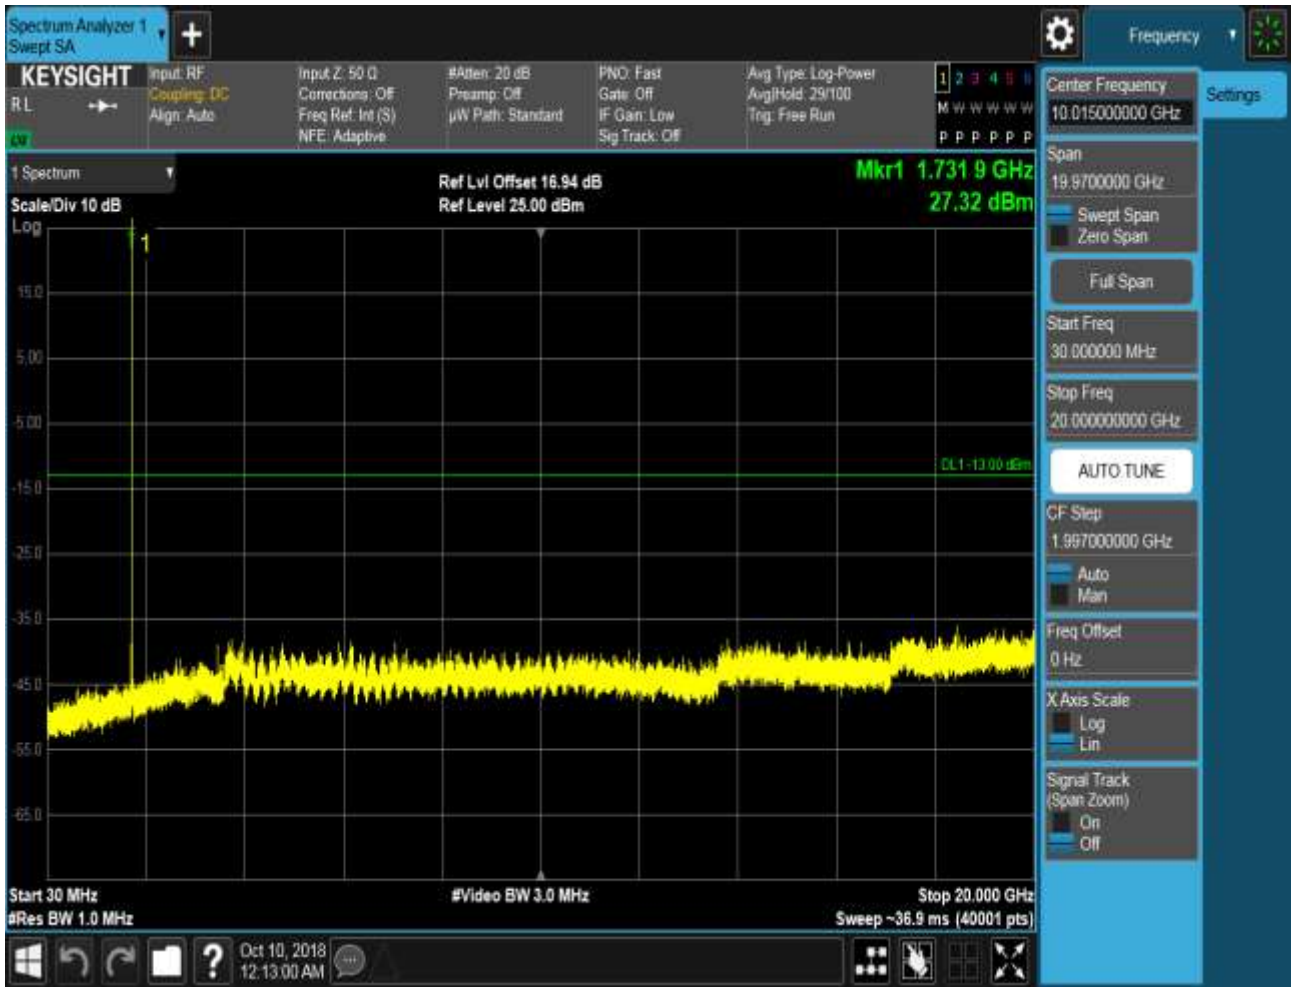 Spectrum Analyzer 1
Swept SA
Frequency
KEYSIGHT
RL
Input: RF
Coupling: DC
Align: Auto
Input Z: 50 Ω
Corrections: Off
Freq Ref: Int (S)
NFE: Adaptive
#Atten: 20 dB
Preamp: Off
µW Path: Standard
PNO: Fast
Gate: Off
IF Gain: Low
Sig Track: Off
Avg Type: Log-Power
Avg|Hold: 29/100
Trig: Free Run
1 2 3 4 5 6
M W W W W W
P P P P P P
1 Spectrum
Scale/Div 10 dB
Log
Ref Lvl Offset 16.94 dB
Ref Level 25.00 dBm
Mkr1 1.731 9 GHz
27.32 dBm
1
15.0
5.00
-5.00
DL1 -13.00 dBm
-15.0
-25.0
-35.0
-45.0
-55.0
-65.0
Start 30 MHz
#Res BW 1.0 MHz
#Video BW 3.0 MHz
Stop 20.000 GHz
Sweep ~36.9 ms (40001 pts)
Oct 10, 2018
12:13:00 AM
Center Frequency
10.015000000 GHz
Settings
Span
19.9700000 GHz
Swept Span
Zero Span
Full Span
Start Freq
30.000000 MHz
Stop Freq
20.000000000 GHz
AUTO TUNE
CF Step
1.997000000 GHz
Auto
Man
Freq Offset
0 Hz
X Axis Scale
Log
Lin
Signal Track
(Span Zoom)
On
Off